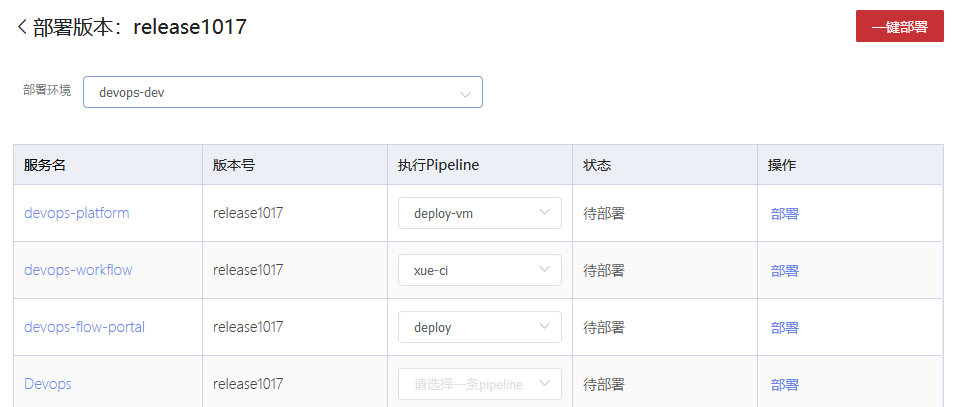 部署版本：release1017
一键部署
部署环境 devops-dev
服务名 版本号 执行Pipeline 状态 操作
devops-platform release1017 deploy-vm 待部署 部署
devops-workflow release1017 xue-ci 待部署 部署
devops-flow-portal release1017 deploy 待部署 部署
Devops release1017 请选择一条pipeline 待部署 部署